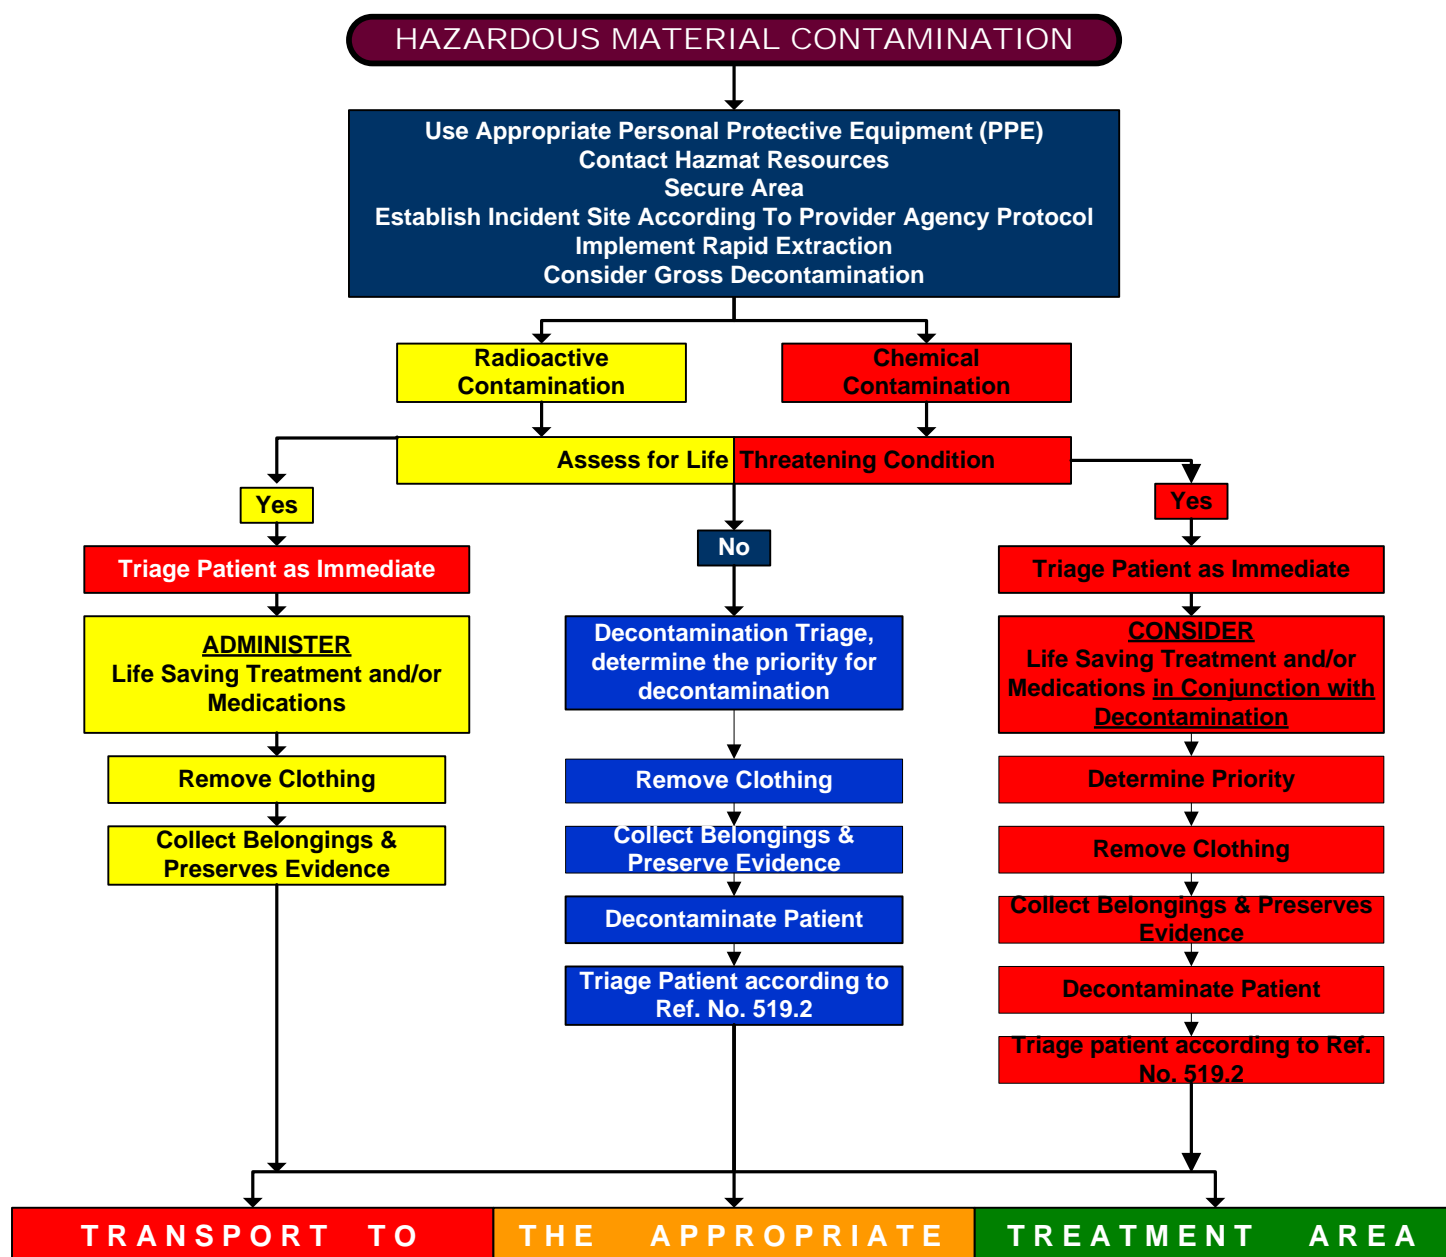 HAZARDOUS MATERIAL CONTAMINATION
Use Appropriate Personal Protective Equipment (PPE)
Contact Hazmat Resources
Secure Area
Establish Incident Site According To Provider Agency Protocol
Implement Rapid Extraction
Consider Gross Decontamination
Radioactive
Contamination
Chemical
Contamination
Assess for Life Threatening Condition
Yes
Triage Patient as Immediate
ADMINISTER
Life Saving Treatment and/or
Medications
Remove Clothing
Collect Belongings &
Preserves Evidence
No
Decontamination Triage,
determine the priority for
decontamination
Remove Clothing
Collect Belongings &
Preserve Evidence
Decontaminate Patient
Triage Patient according to
Ref. No. 519.2
Yes
Triage Patient as Immediate
CONSIDER
Life Saving Treatment and/or
Medications in Conjunction with
Decontamination
Determine Priority
Remove Clothing
Collect Belongings & Preserves
Evidence
Decontaminate Patient
Triage patient according to Ref.
No. 519.2
TRANSPORT TO THE APPROPRIATE TREATMENT AREA